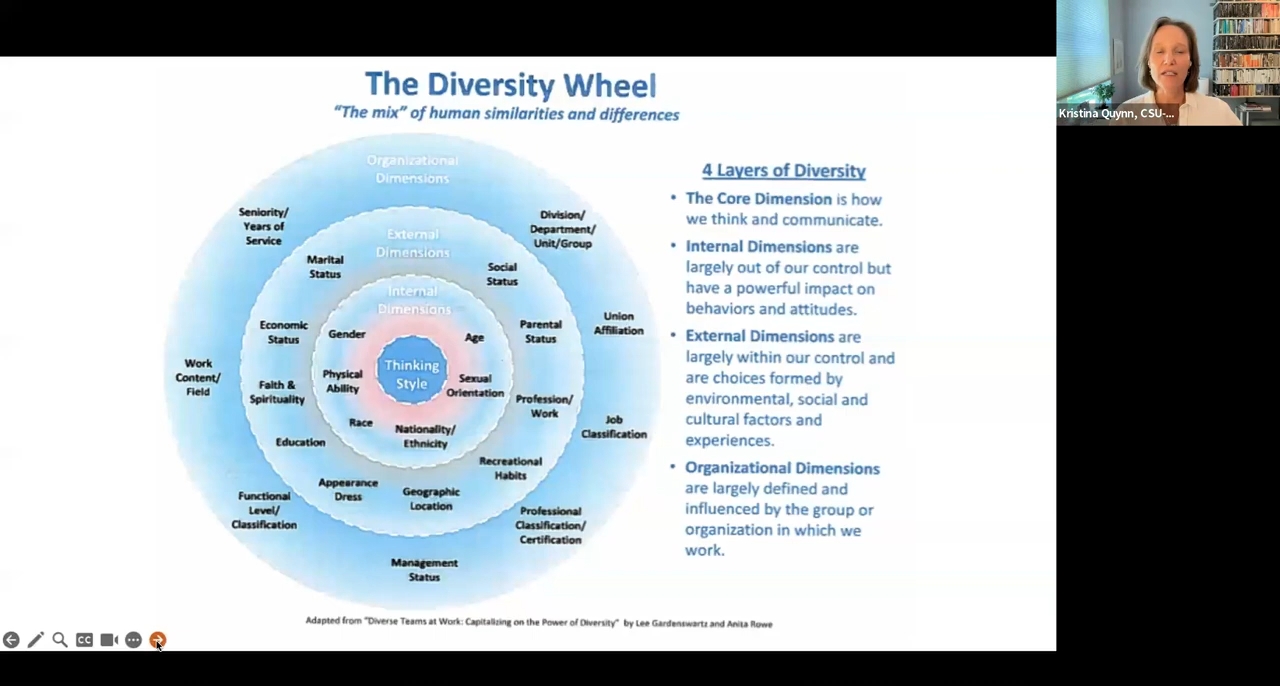 The Diversity Wheel
"The mix" of human similarities and differences
Organizational
Dimensions
Seniority/
Years of
Service
Division/
Department/
Unit/Group
External
Dimensions
Marital
Status
Social
Status
Internal
Dimensions
Economic
Status
Gender
Age
Parental
Status
Union
Affiliation
Work
Content/
Field
Thinking
Style
Physical
Ability
Sexual
Orientation
Faith &
Spirituality
Profession/
Work
Race
Nationality/
Ethnicity
Job
Classification
Education
Recreational
Habits
Appearance
Dress
Geographic
Location
Functional
Level/
Classification
Professional
Classification/
Certification
Management
Status
4 Layers of Diversity
• The Core Dimension is how
we think and communicate.
• Internal Dimensions are
largely out of our control but
have a powerful impact on
behaviors and attitudes.
• External Dimensions are
largely within our control and
are choices formed by
environmental, social and
cultural factors and
experiences.
• Organizational Dimensions
are largely defined and
influenced by the group or
organization in which we
work.
Adapted from "Diverse Teams at Work: Capitalizing on the Power of Diversity" by Lee Gardenswartz and Anita Rowe
CC
Kristina Quynn, CSU-...